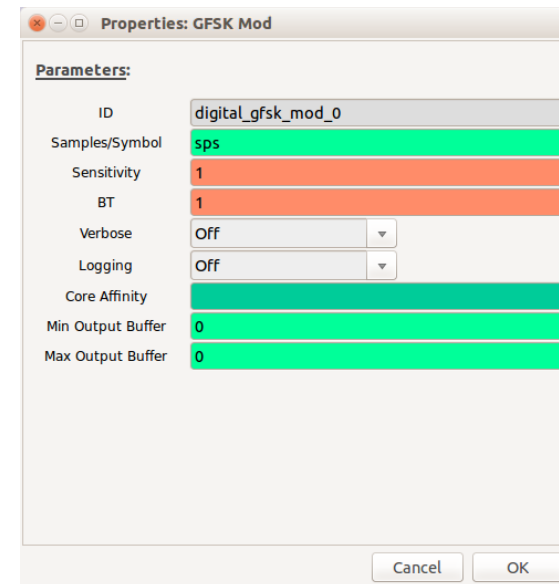 Properties: GFSK Mod
Parameters:
ID digital_gfsk_mod_0
Samples/Symbol sps
Sensitivity 1
BT 1
Verbose Off
Logging Off
Core Affinity
Min Output Buffer 0
Max Output Buffer 0
Cancel OK